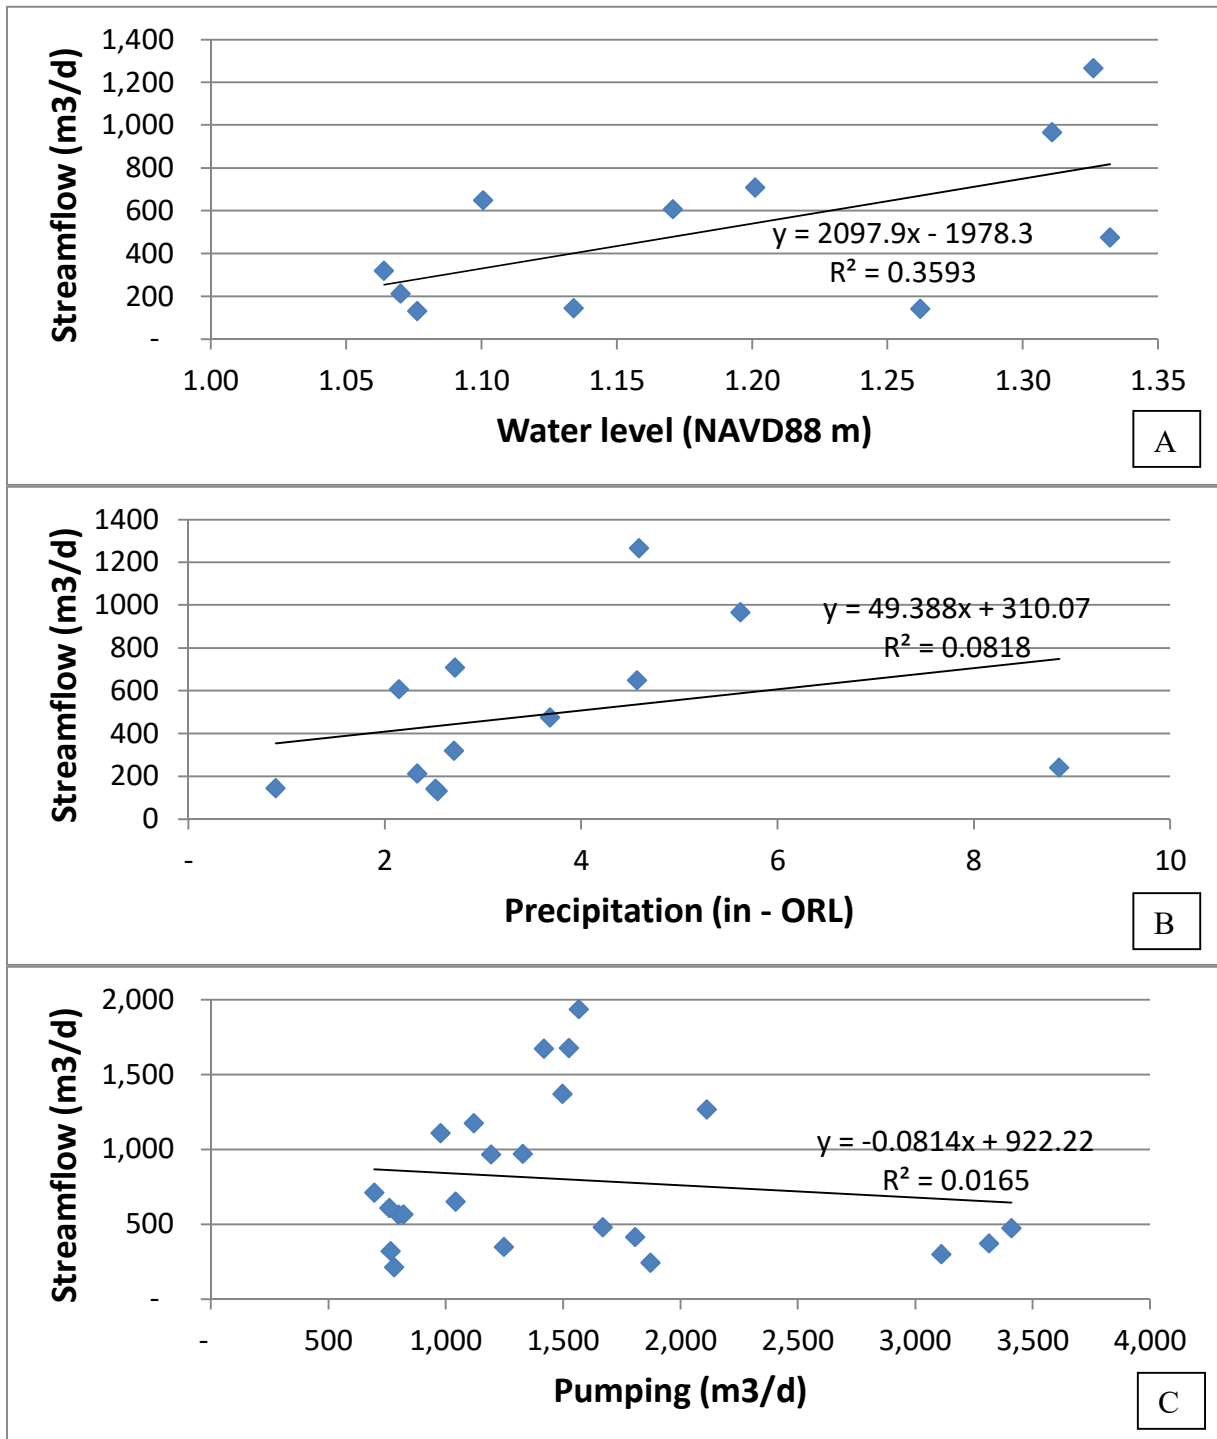 Streamflow (m3/d)
1,400
1,200
1,000
800
600
400
200
-
y = 2097.9x - 1978.3
R² = 0.3593
1.00 1.05 1.10 1.15 1.20 1.25 1.30 1.35
Water level (NAVD88 m)
A
Streamflow (m3/d)
1400
1200
1000
800
600
400
200
0
y = 49.388x + 310.07
R² = 0.0818
- 2 4 6 8 10
Precipitation (in - ORL)
B
Streamflow (m3/d)
2,000
1,500
1,000
500
-
y = -0.0814x + 922.22
R² = 0.0165
- 500 1,000 1,500 2,000 2,500 3,000 3,500 4,000
Pumping (m3/d)
C